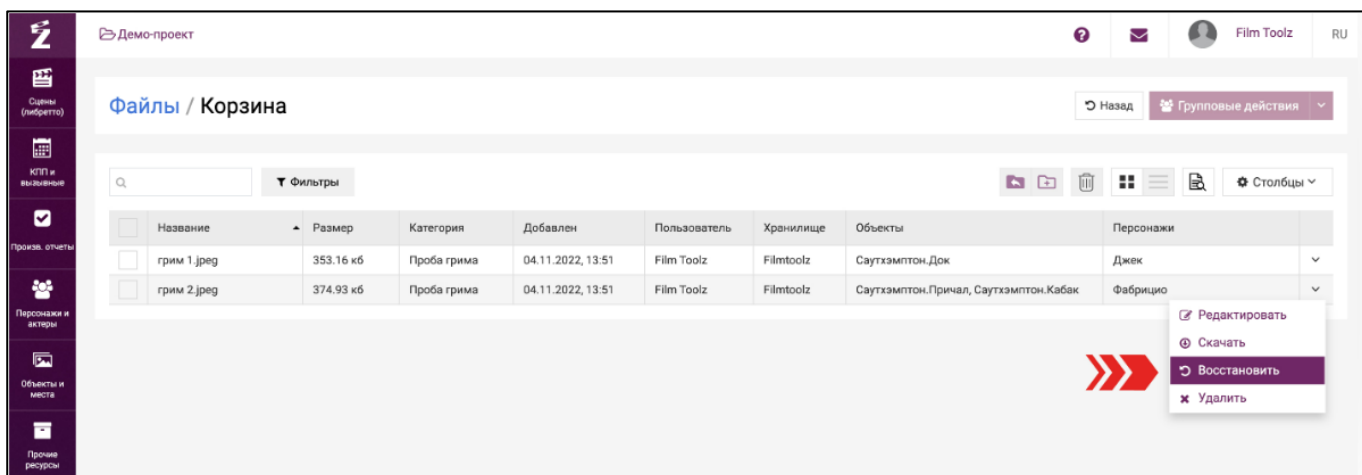 Демо-проект
Film Toolz
RU
Сцены
(либретто)
КПП и
вызывные
Произв. отчеты
Персонажи и
актеры
Объекты и
места
Прочие
ресурсы
Файлы / Корзина
Назад
Групповые действия
Фильтры
Столбцы
Название Размер Категория Добавлен Пользователь Хранилище Объекты Персонажи
грим 1.jpeg 353.16 кб Проба грима 04.11.2022, 13:51 Film Toolz Filmtoolz Саутхэмптон.Док Джек
грим 2.jpeg 374.93 кб Проба грима 04.11.2022, 13:51 Film Toolz Filmtoolz Саутхэмптон.Причал, Саутхэмптон.Кабак Фабрицио
Редактировать
Скачать
Восстановить
Удалить